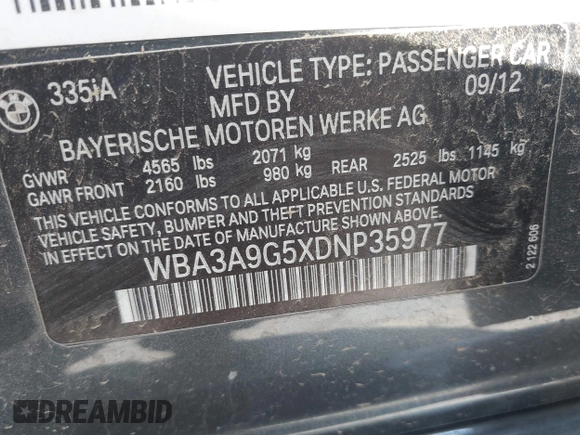 BMW
335iA
VEHICLE TYPE: PASSENGER CAR
MFD BY
09/12
BAYERISCHE MOTOREN WERKE AG
GVWR 4565 lbs 2071 kg
GAWR FRONT 2160 lbs 980 kg REAR 2525 lbs 1145 kg
THIS VEHICLE CONFORMS TO ALL APPLICABLE U.S. FEDERAL MOTOR
VEHICLE SAFETY, BUMPER AND THEFT PREVENTION STANDARDS
IN EFFECT ON THE DATE OF MANUFACTURE SHOWN ABOVE.
WBA3A9G5XDNP35977
2 122 606
DREAMBID